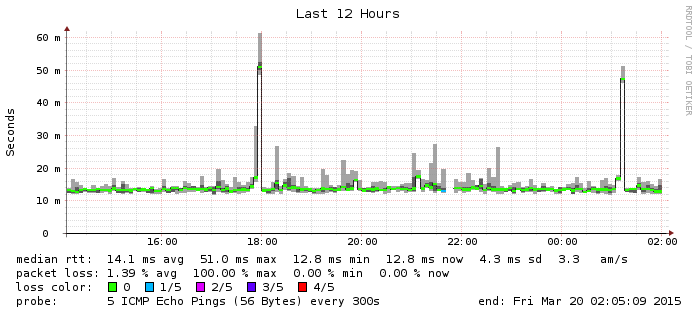 Last 12 Hours
RRDTOOL / TOBI OETIKER
Seconds
60 m
50 m
40 m
30 m
20 m
10 m
0
16:00 18:00 20:00 22:00 00:00 02:00
median rtt: 14.1 ms avg 51.0 ms max 12.8 ms min 12.8 ms now 4.3 ms sd 3.3 am/s
packet loss: 1.39 % avg 100.00 % max 0.00 % min 0.00 % now
loss color: 0 1/5 2/5 3/5 4/5
probe: 5 ICMP Echo Pings (56 Bytes) every 300s end: Fri Mar 20 02:05:09 2015